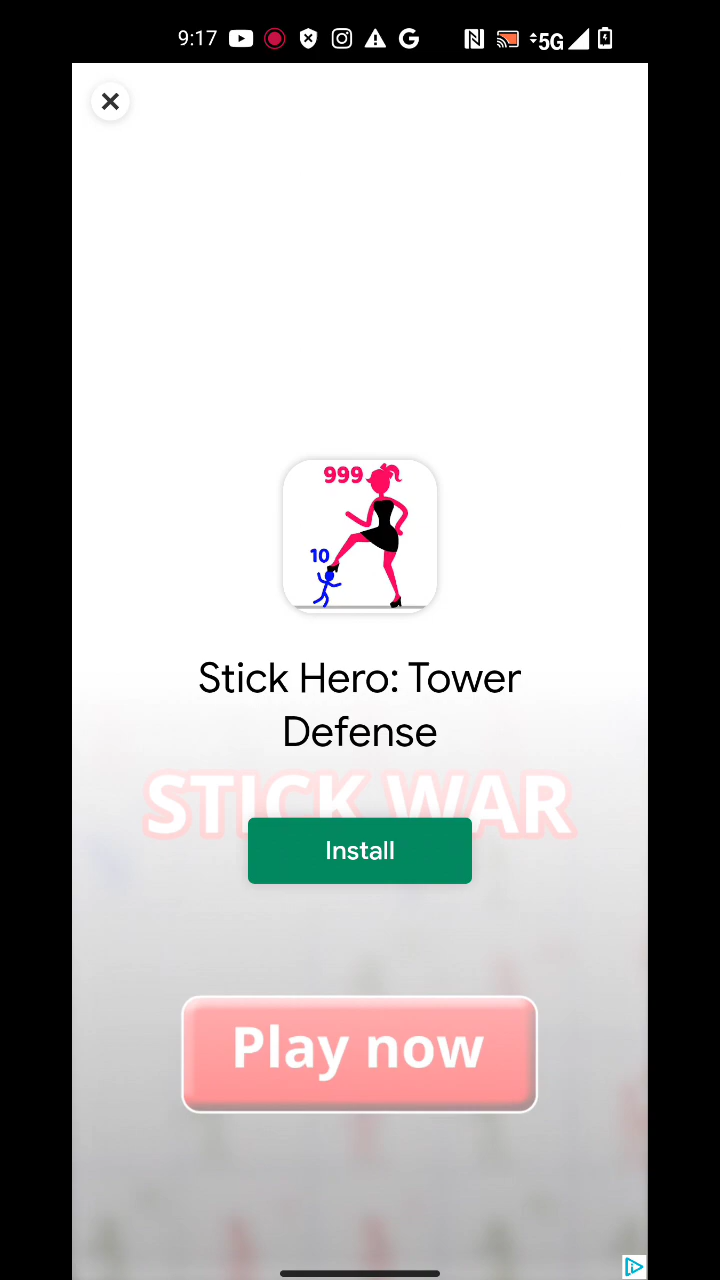 9:17
5G
999
10
Stick Hero: Tower
Defense
STICK WAR
Install
Play now